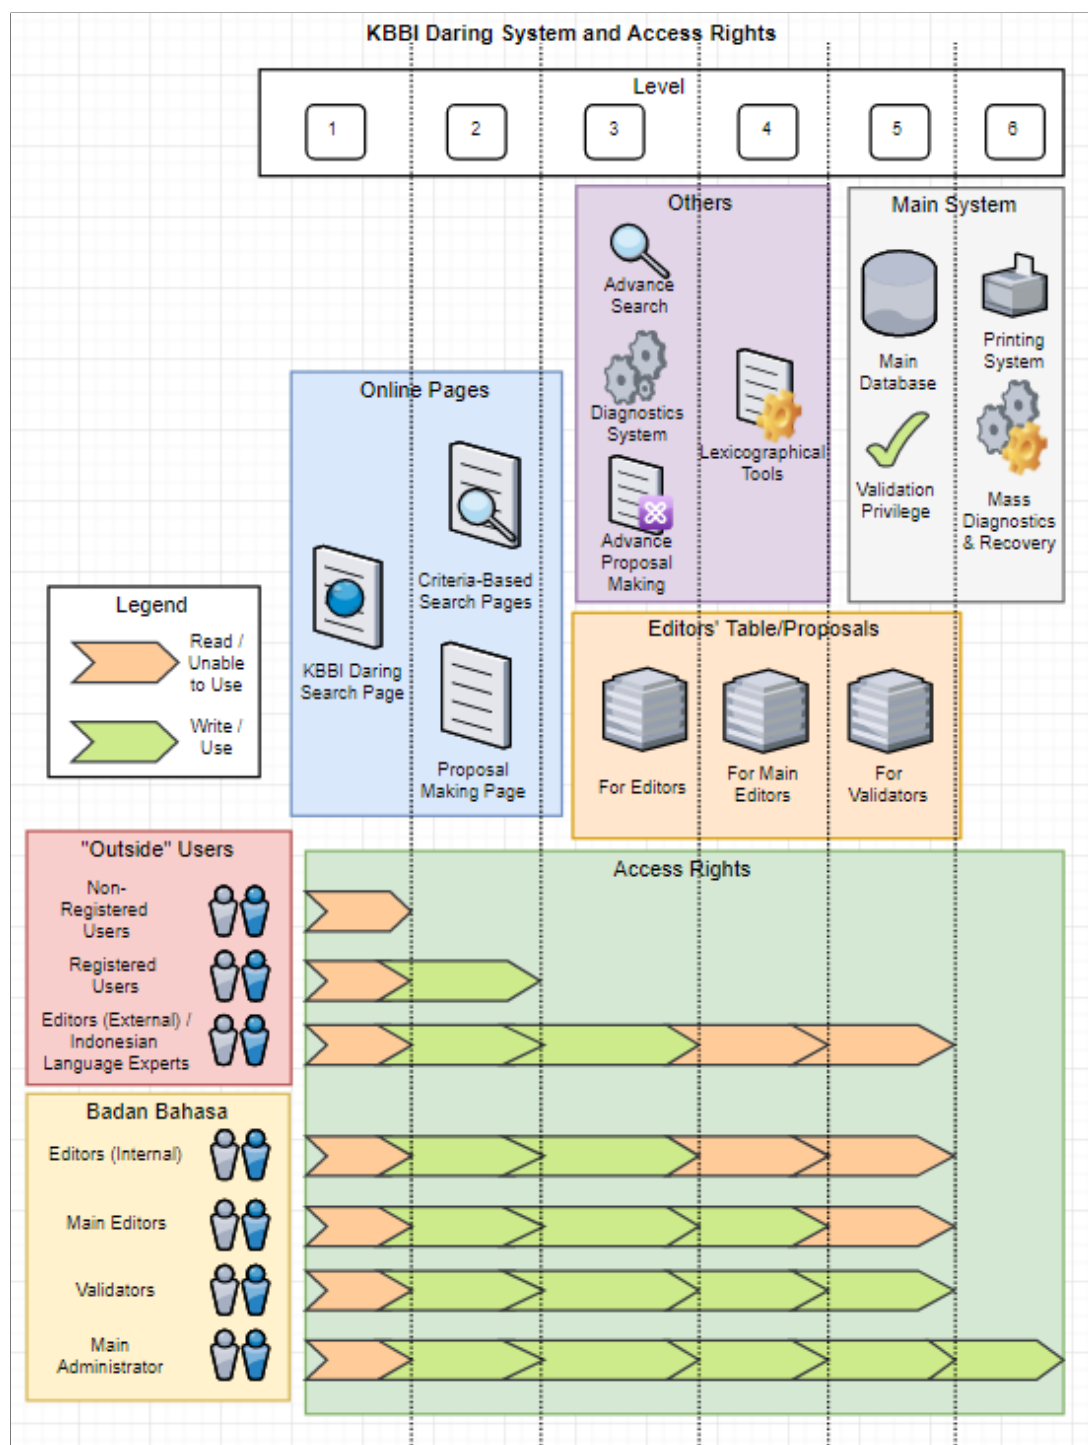 KBBI Daring System and Access Rights
Level
1
2
3
4
5
6
Others
Advance
Search
Diagnostics
System
Advance
Proposal
Making
Lexicographical
Tools
Main System
Main
Database
Validation
Privilege
Printing
System
Mass
Diagnostics
& Recovery
Online Pages
KBBI Daring
Search Page
Criteria-Based
Search Pages
Proposal
Making Page
Legend
Read /
Unable
to Use
Write /
Use
Editors' Table/Proposals
For Editors
For Main
Editors
For
Validators
"Outside" Users
Non-
Registered
Users
Registered
Users
Editors (External) /
Indonesian
Language Experts
Badan Bahasa
Editors (Internal)
Main Editors
Validators
Main
Administrator
Access Rights